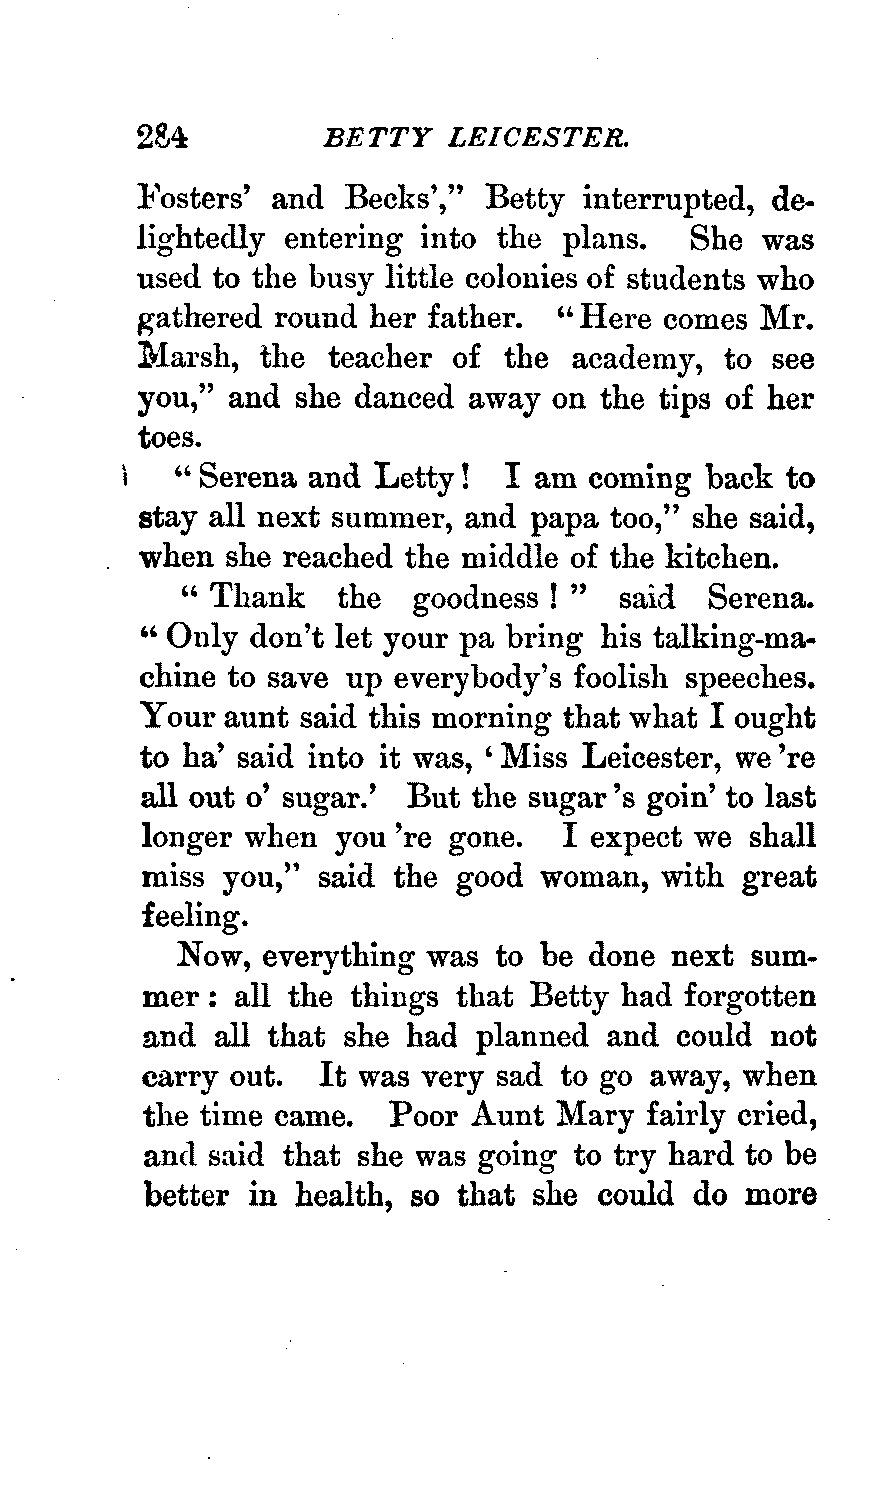 284 BETTY LEICESTER.
Fosters' and Becks'," Betty interrupted, de-
lightedly entering into the plans. She was
used to the busy little colonies of students who
gathered round her father. "Here comes Mr.
Marsh, the teacher of the academy, to see
you," and she danced away on the tips of her
toes.
"Serena and Letty! I am coming back to
stay all next summer, and papa too," she said,
when she reached the middle of the kitchen.
"Thank the goodness!" said Serena.
"Only don't let your pa bring his talking-ma-
chine to save up everybody's foolish speeches.
Your aunt said this morning that what I ought
to ha' said into it was, 'Miss Leicester, we 're
all out o' sugar.' But the sugar 's goin' to last
longer when you 're gone. I expect we shall
miss you," said the good woman, with great
feeling.
Now, everything was to be done next sum-
mer: all the things that Betty had forgotten
and all that she had planned and could not
carry out. It was very sad to go away, when
the time came. Poor Aunt Mary fairly cried,
and said that she was going to try hard to be
better in health, so that she could do more